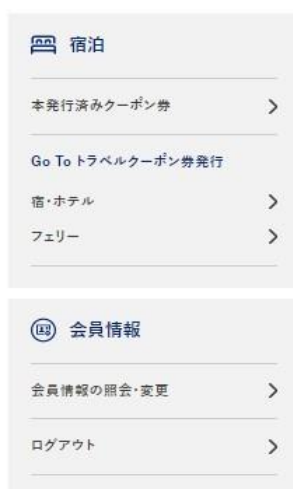 宿泊
本発行済みクーポン券
Go To トラベルクーポン券発行
宿・ホテル
フェリー
会員情報
会員情報の照会・変更
ログアウト